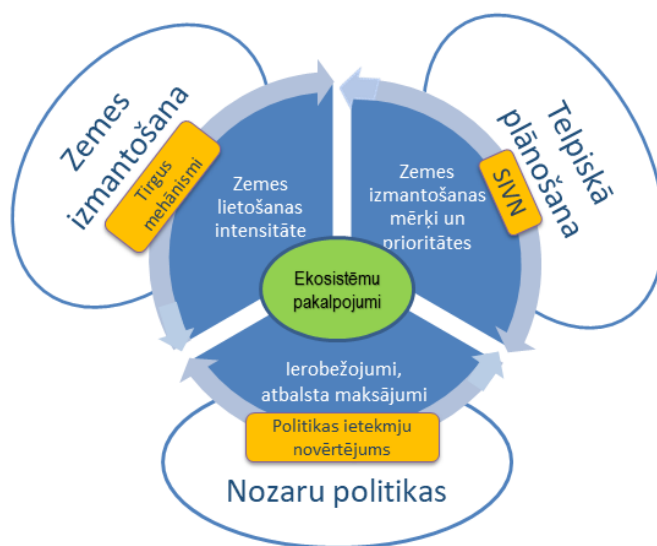 Zemes
izmantošana
Tirgus
mehānismi
Zemes
lietošanas
intensitāte
Telpiskā
plānošana
SIVN
Zemes
izmantošanas
mērķi un
prioritātes
Ekosistēmu
pakalpojumi
Ierobežojumi,
atbalsta maksājumi
Politikas ietekmju
novērtējums
Nozaru politikas